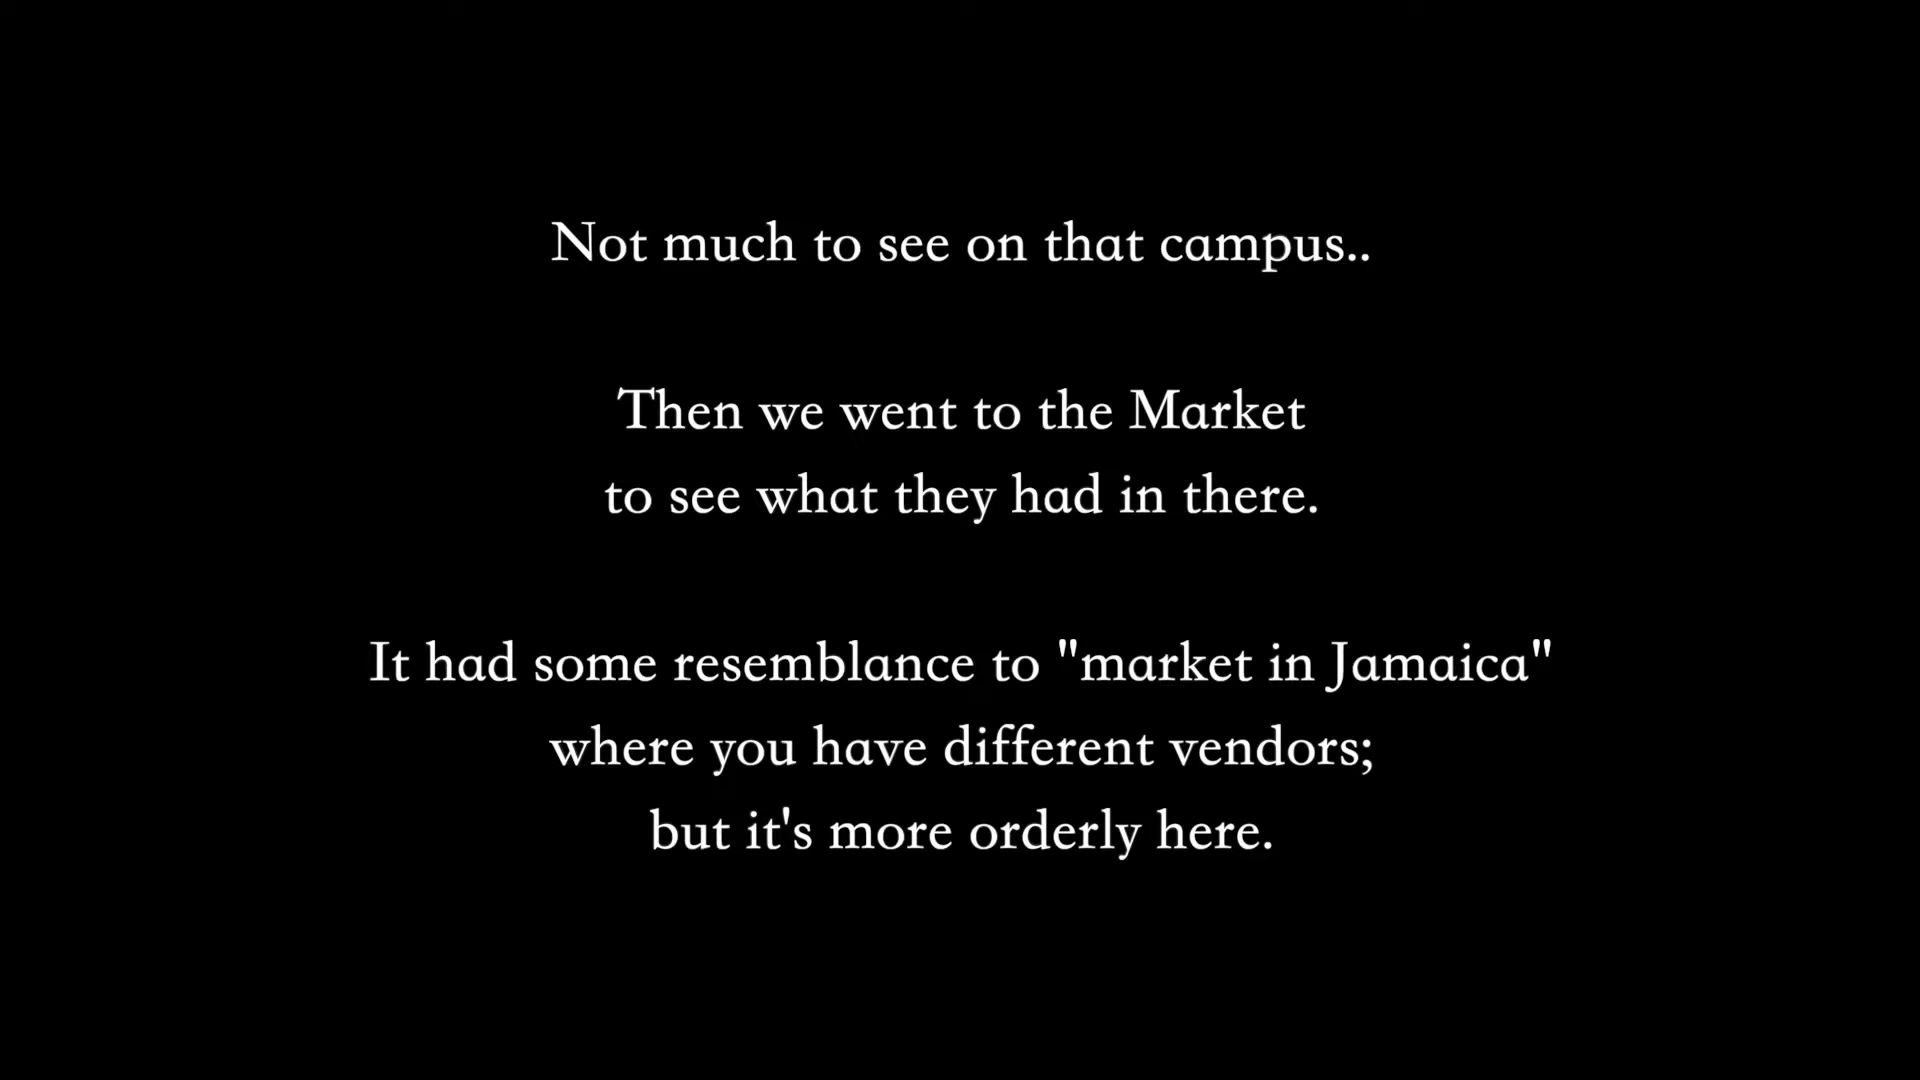 Not much to see on that campus..
Then we went to the Market
to see what they had in there.
It had some resemblance to "market in Jamaica"
where you have different vendors;
but it's more orderly here.